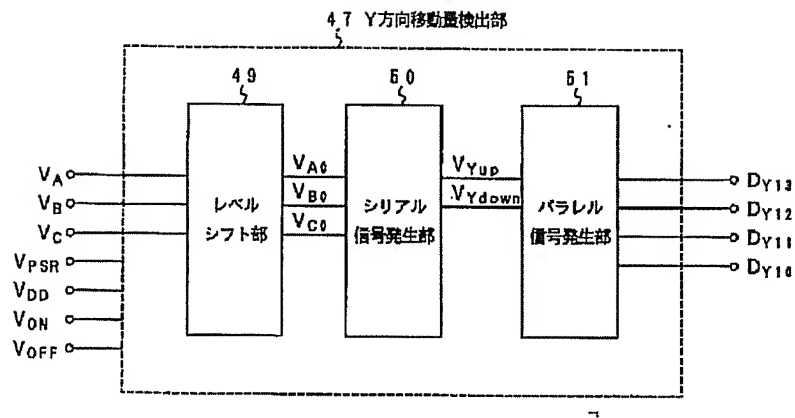 47 Y方向移動量検出部
49
50
51
VA
VB
VC
VPSR
VDD
VON
VOFF
レベル
シフト部
VA0
VB0
VC0
シリアル
信号発生部
VYup
VYdown
パラレル
信号発生部
DY13
DY12
DY11
DY10